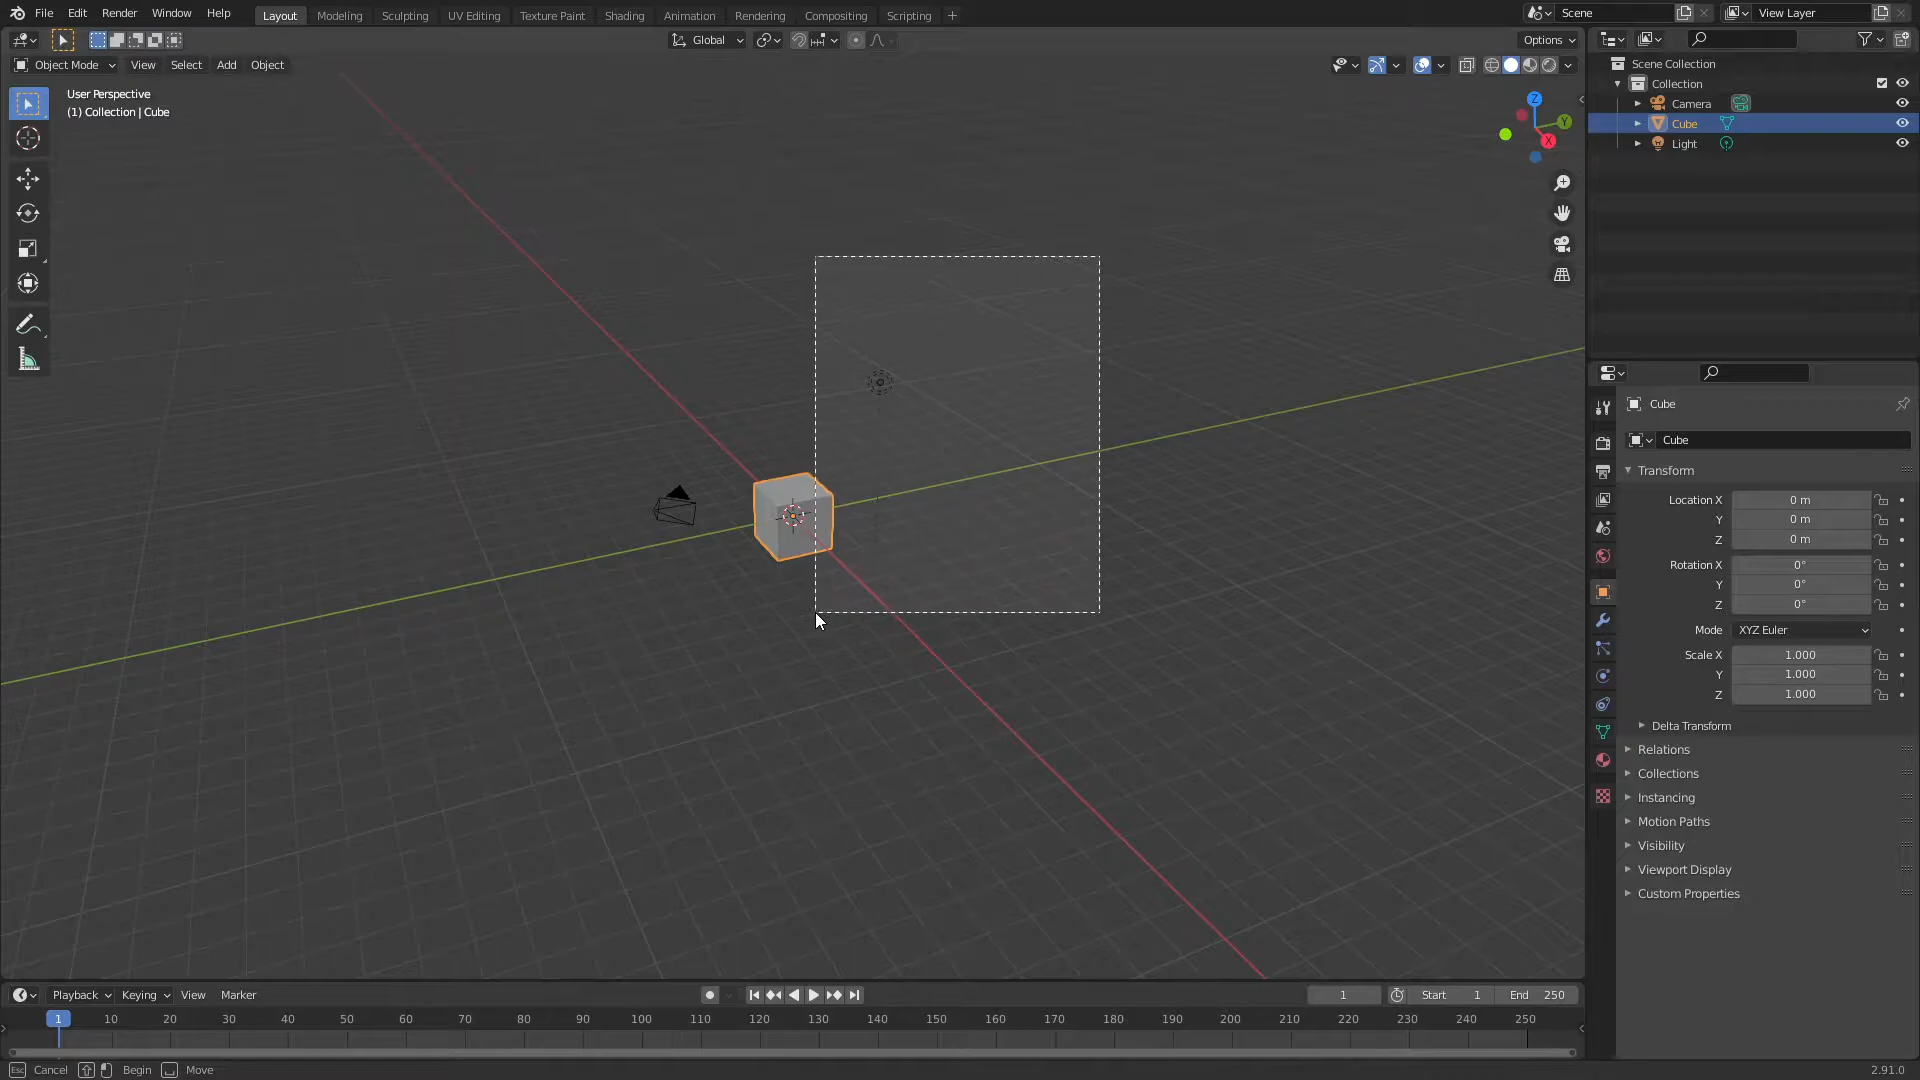 File Edit Render Window Help Layout Modeling Sculpting UV Editing Texture Paint Shading Animation Rendering Compositing Scripting + Scene View Layer
Global Options
Object Mode View Select Add Object
User Perspective
(1) Collection | Cube
Z
Y
X
Scene Collection
Collection
Camera
Cube
Light
Cube
Cube
Transform
Location X 0 m
Y 0 m
Z 0 m
Rotation X 0°
Y 0°
Z 0°
Mode XYZ Euler
Scale X 1.000
Y 1.000
Z 1.000
Delta Transform
Relations
Collections
Instancing
Motion Paths
Visibility
Viewport Display
Custom Properties
Playback Keying View Marker 1 Start 1 End 250
1 10 20 30 40 50 60 70 80 90 100 110 120 130 140 150 160 170 180 190 200 210 220 230 240 250
Esc Cancel Begin Move 2.91.0